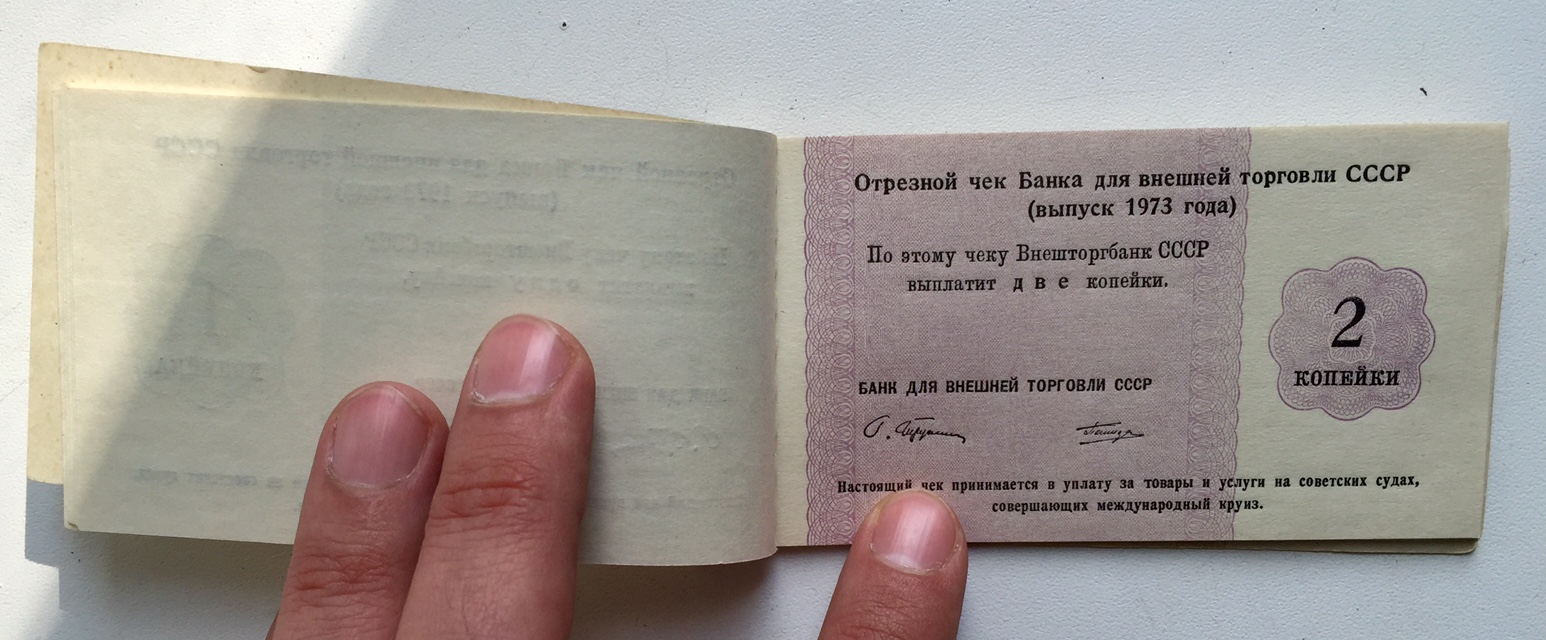 Отрезной чек Банка для внешней торговли СССР
(выпуск 1973 года)
По этому чеку Внешторгбанк СССР
выплатит две копейки.
2
КОПЕЙКИ
БАНК ДЛЯ ВНЕШНЕЙ ТОРГОВЛИ СССР
Настоящий чек принимается в уплату за товары и услуги на советских судах,
совершающих международный круиз.